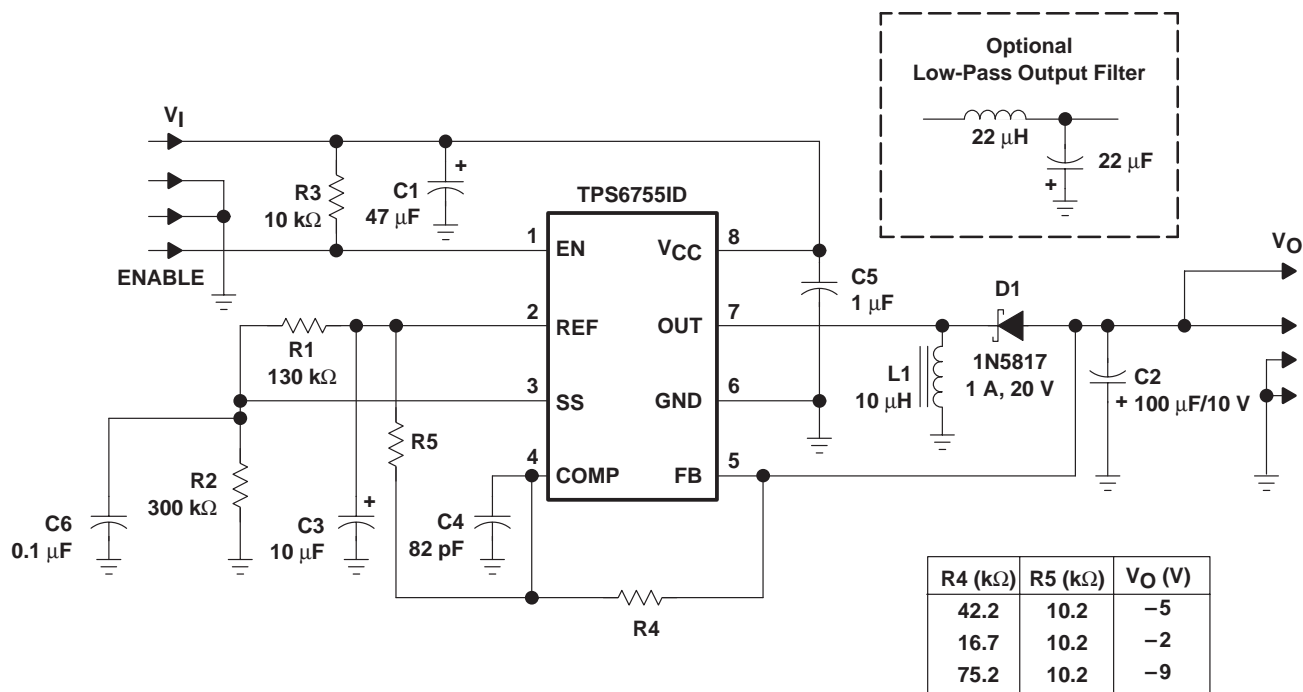 Optional
Low-Pass Output Filter
22 μH
22 μF
+
VI
R3
10 kΩ
C1
47 μF
+
ENABLE
TPS6755ID
1
EN
2
REF
3
SS
4
COMP
8
VCC
7
OUT
6
GND
5
FB
C5
1 μF
R1
130 kΩ
R2
300 kΩ
C6
0.1 μF
C3
10 μF
+
R5
C4
82 pF
R4
L1
10 μH
D1
1N5817
1 A, 20 V
C2
+ 100 μF/10 V
VO
R4 (kΩ) R5 (kΩ) VO (V)
42.2 10.2 −5
16.7 10.2 −2
75.2 10.2 −9